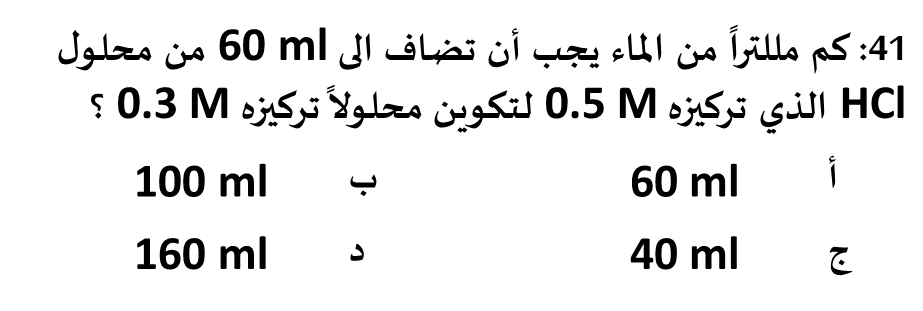 41: كم مللتراً من الماء يجب أن تضاف الى 60 ml من محلول
HCl الذي تركيزه 0.5 M لتكوين محلولاً تركيزه 0.3 M ؟
أ 60 ml ب 100 ml
ج 40 ml د 160 ml